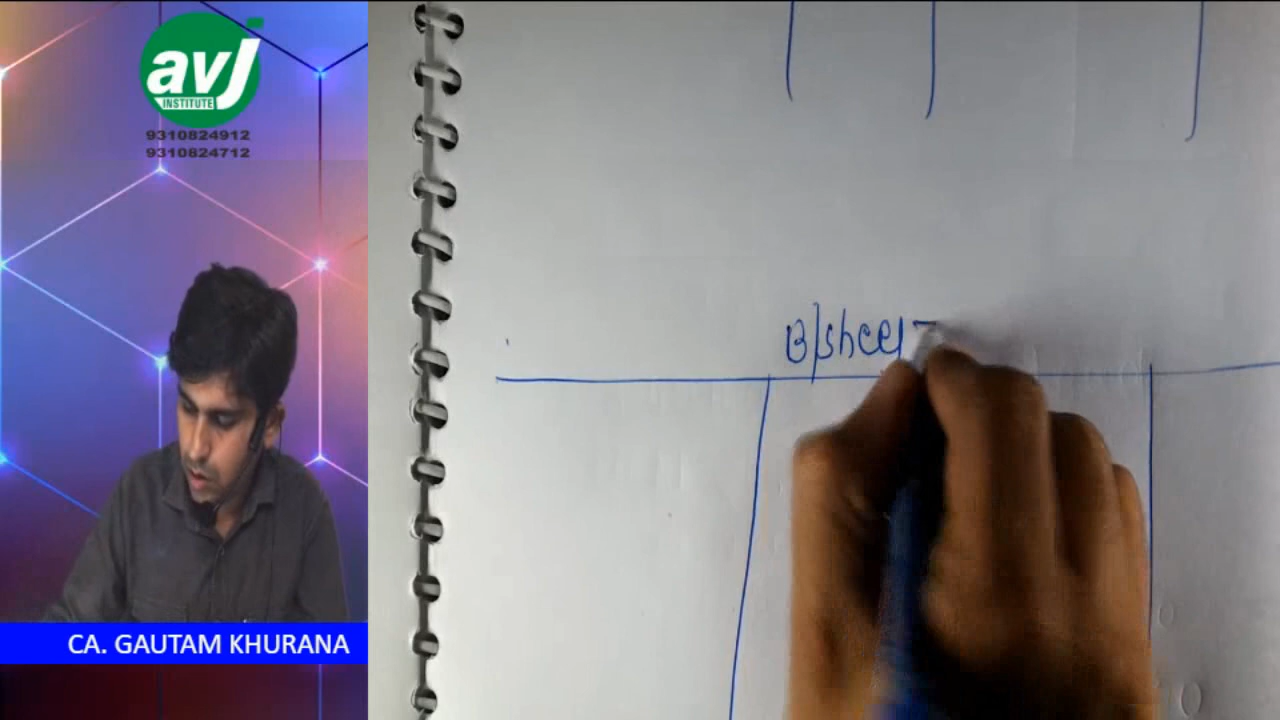 avj
INSTITUTE
9310824912
9310824712
B/sheet
CA. GAUTAM KHURANA